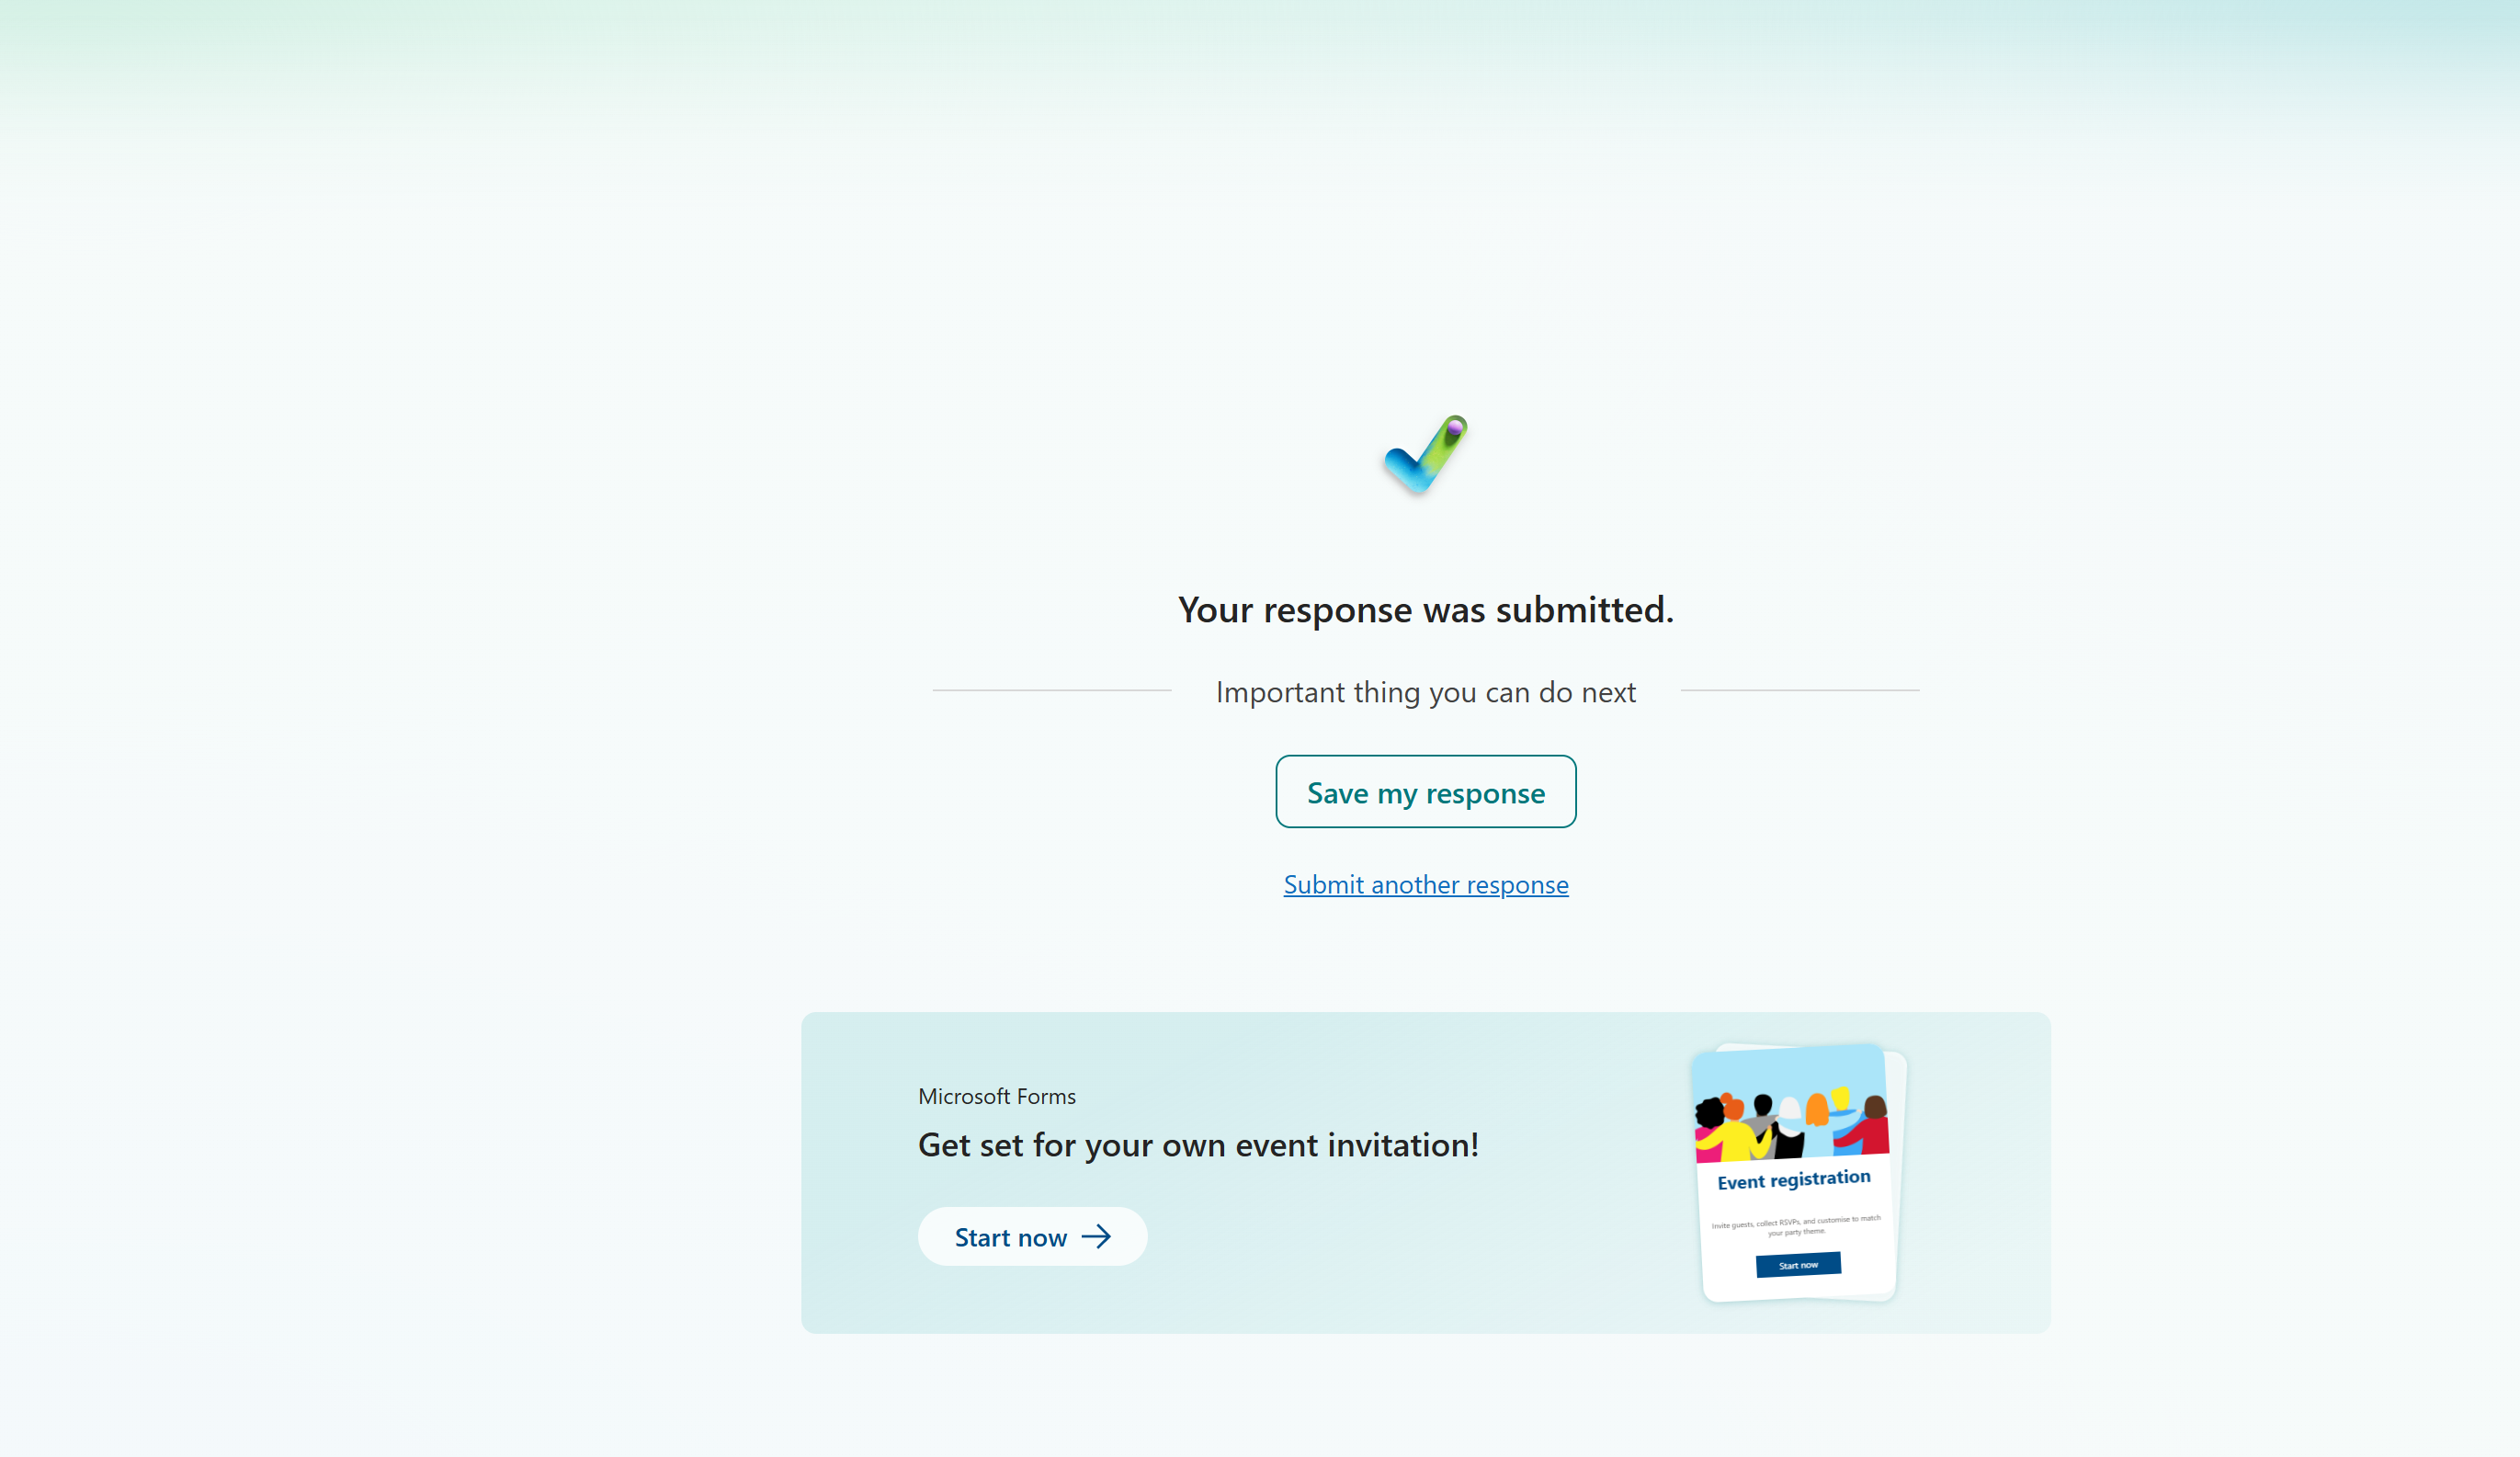 Your response was submitted.
Important thing you can do next
Save my response
Submit another response
Microsoft Forms
Get set for your own event invitation!
Start now
Event registration
Invite guests, collect RSVPs, and customise to match
your party theme.
Start now